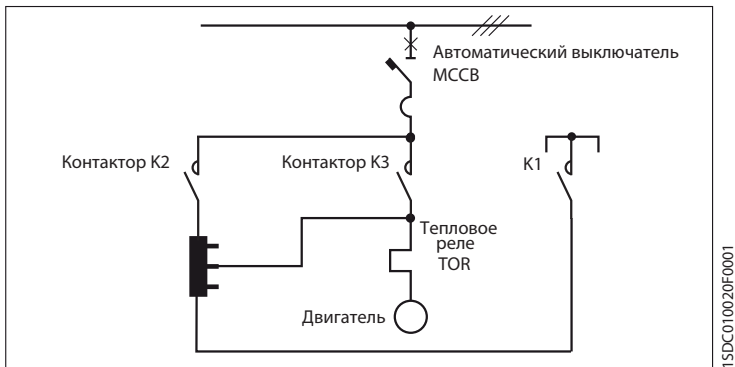 Автоматический выключатель
MCCB
Контактор K2
Контактор K3
K1
Тепловое
реле
TOR
Двигатель
1SDC010020F0001